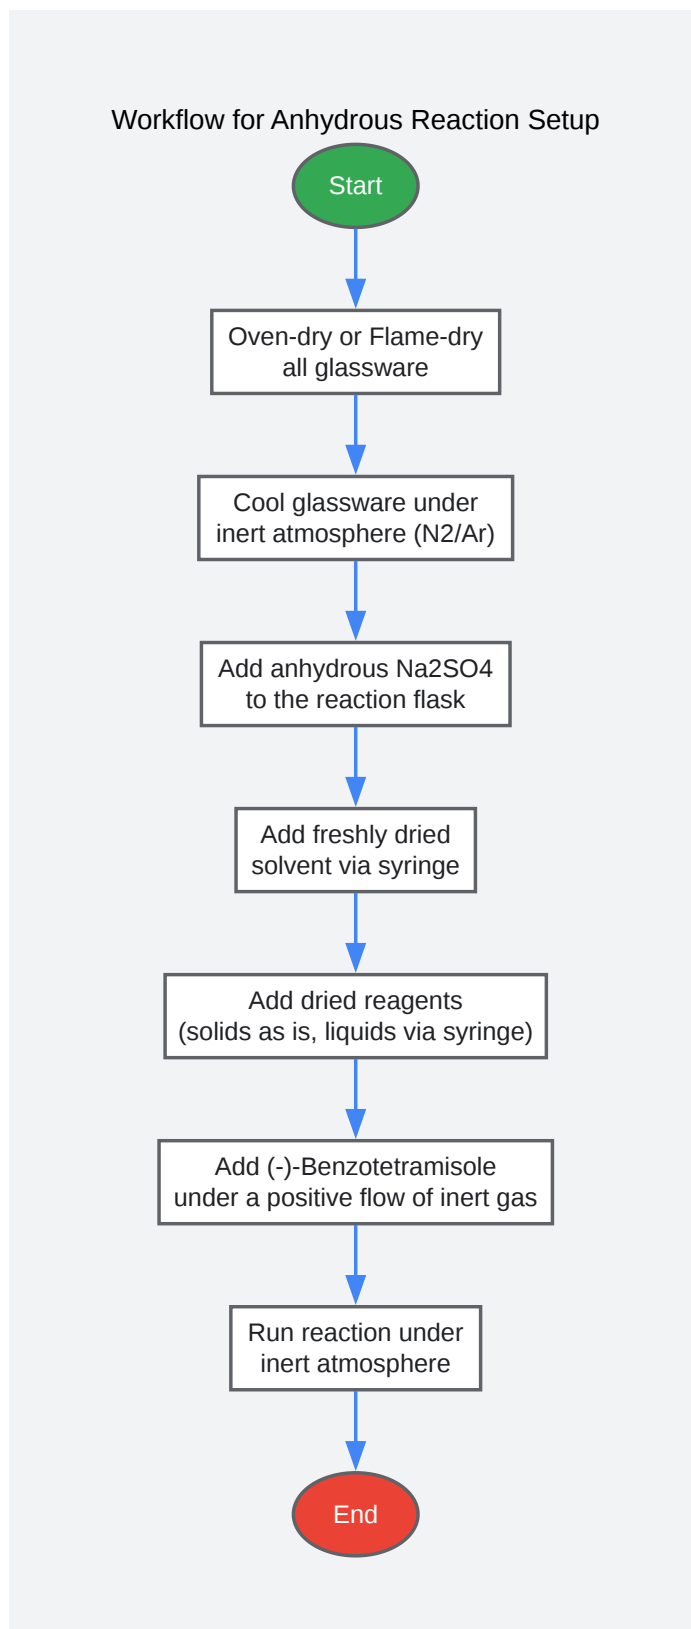 Workflow for Anhydrous Reaction Setup
Start
Oven-dry or Flame-dry
all glassware
Cool glassware under
inert atmosphere (N2/Ar)
Add anhydrous Na2SO4
to the reaction flask
Add freshly dried
solvent via syringe
Add dried reagents
(solids as is, liquids via syringe)
Add (-)-Benzotetramisole
under a positive flow of inert gas
Run reaction under
inert atmosphere
End